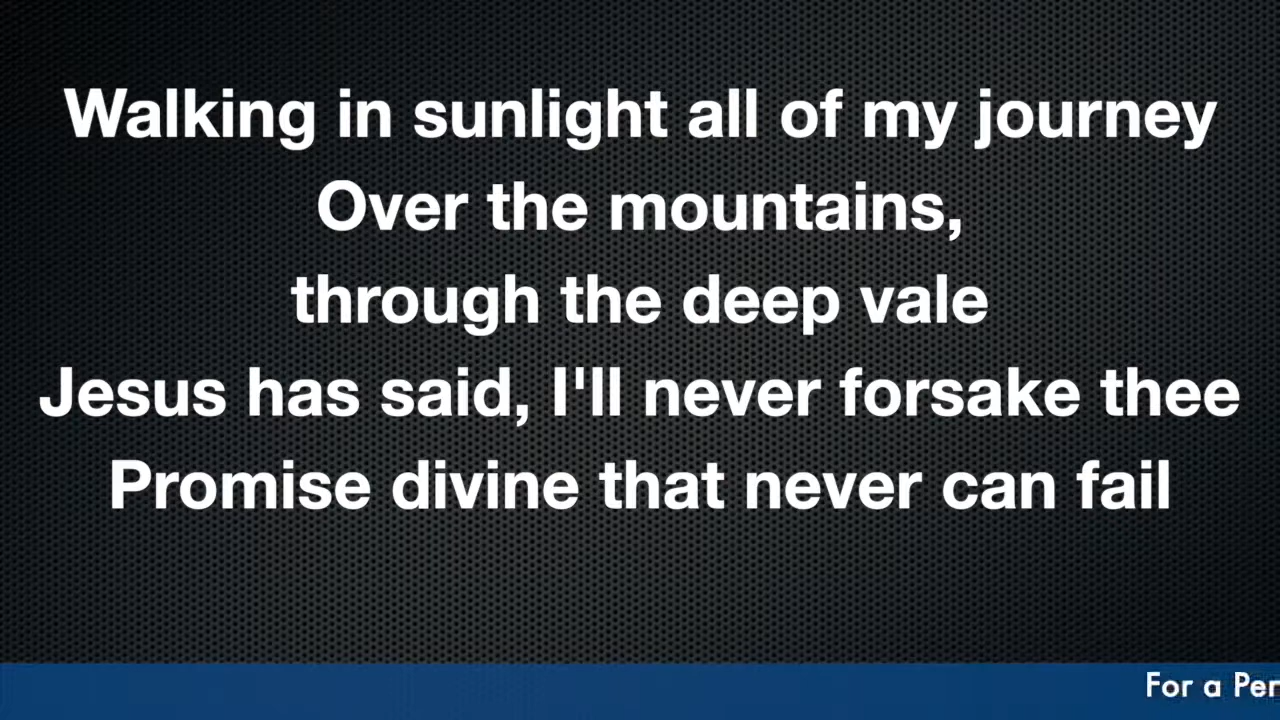 Walking in sunlight all of my journey
Over the mountains,
through the deep vale
Jesus has said, I'll never forsake thee
Promise divine that never can fail
For a